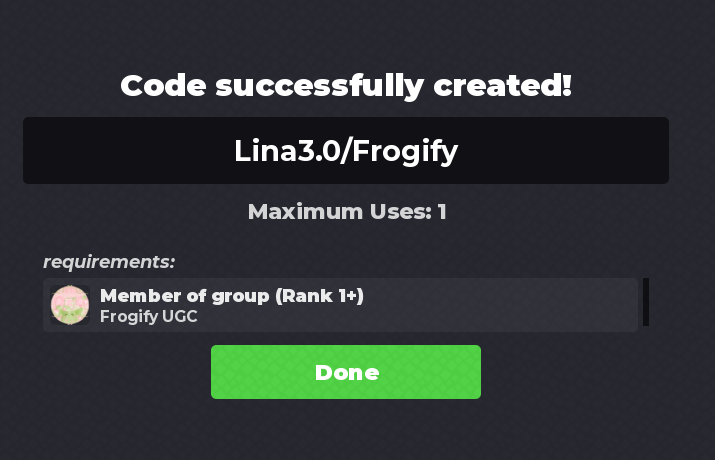 Code successfully created!
Lina3.0/Frogify
Maximum Uses: 1
requirements:
Member of group (Rank 1+)
Frogify UGC
Done